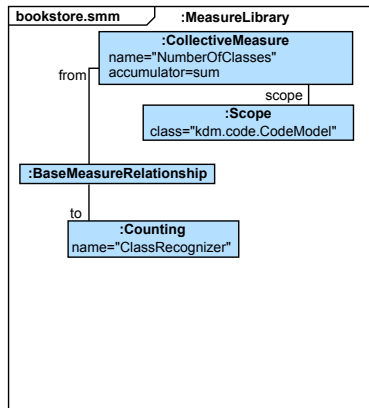 bookstore.smm :MeasureLibrary
:CollectiveMeasure
name="NumberOfClasses"
accumulator=sum
from
scope
:Scope
class="kdm.code.CodeModel"
:BaseMeasureRelationship
to
:Counting
name="ClassRecognizer"